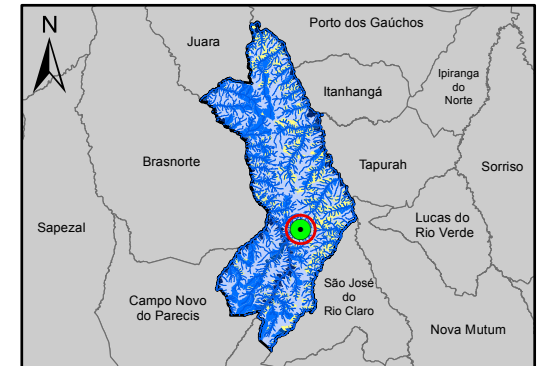 N
Porto dos Gaúchos
Juara
Ipiranga
do
Norte
Itanhangá
Brasnorte
Tapurah
Sorriso
Sapezal
Lucas do
Rio Verde
São José
do
Rio Claro
Campo Novo
do Parecis
Nova Mutum